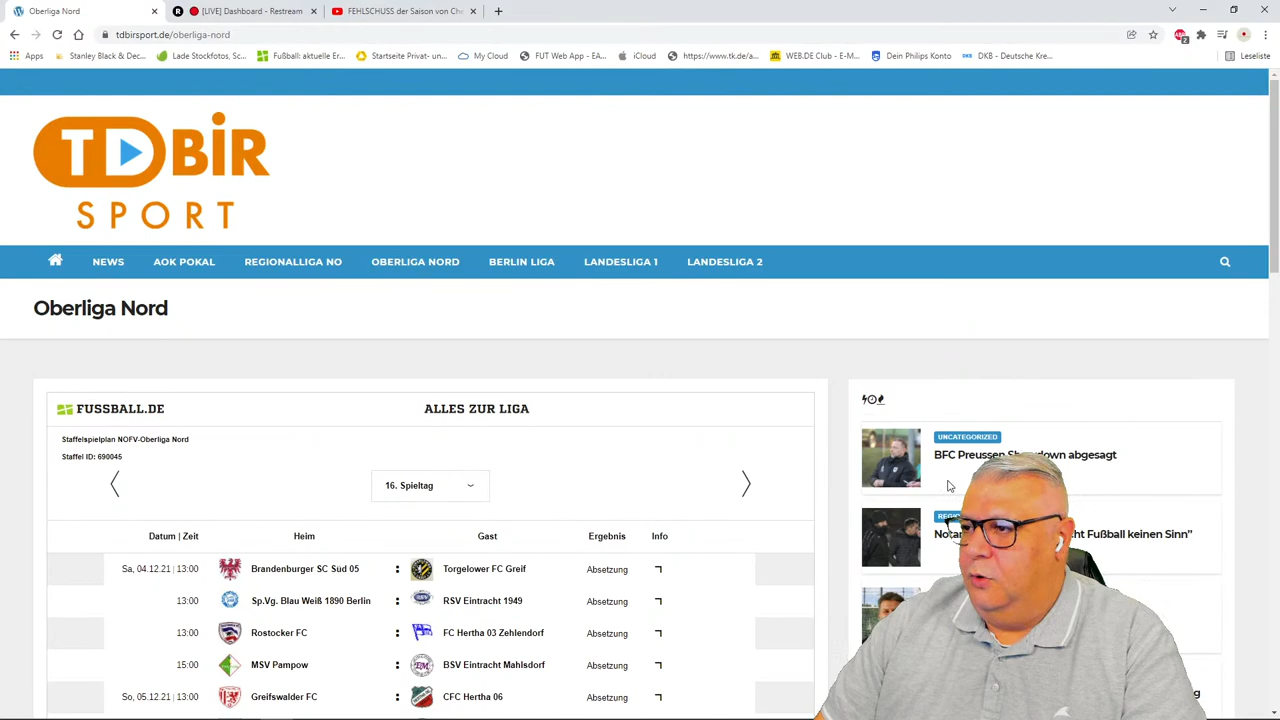 Oberliga Nord
[LIVE] Dashboard - Restream
FEHLSCHUSS der Saison von Che
tdbirsport.de/oberliga-nord
Apps
Stanley Black & Dec...
Lade Stockfotos, Sc...
Fußball: aktuelle Er...
Startseite Privat- un...
My Cloud
FUT Web App - EA...
iCloud
https://www.tk.de/a...
WEB.DE Club - E-M...
Dein Philips Konto
DKB - Deutsche Kre...
Leseliste
TDBİR
SPORT
NEWS
AOK POKAL
REGIONALLIGA NO
OBERLIGA NORD
BERLIN LIGA
LANDESLIGA 1
LANDESLIGA 2
Oberliga Nord
FUSSBALL.DE
ALLES ZUR LIGA
Staffelspielplan NOFV-Oberliga Nord
Staffel ID: 690045
16. Spieltag
Datum | Zeit Heim Gast Ergebnis Info
Sa, 04.12.21 | 13:00 Brandenburger SC Süd 05 : Torgelower FC Greif Absetzung
13:00 Sp.Vg. Blau Weiß 1890 Berlin : RSV Eintracht 1949 Absetzung
13:00 Rostocker FC : FC Hertha 03 Zehlendorf Absetzung
15:00 MSV Pampow : BSV Eintracht Mahlsdorf Absetzung
So, 05.12.21 | 13:00 Greifswalder FC : CFC Hertha 06 Absetzung
UNCATEGORIZED
BFC Preussen abgesagt
Fußball keinen Sinn"